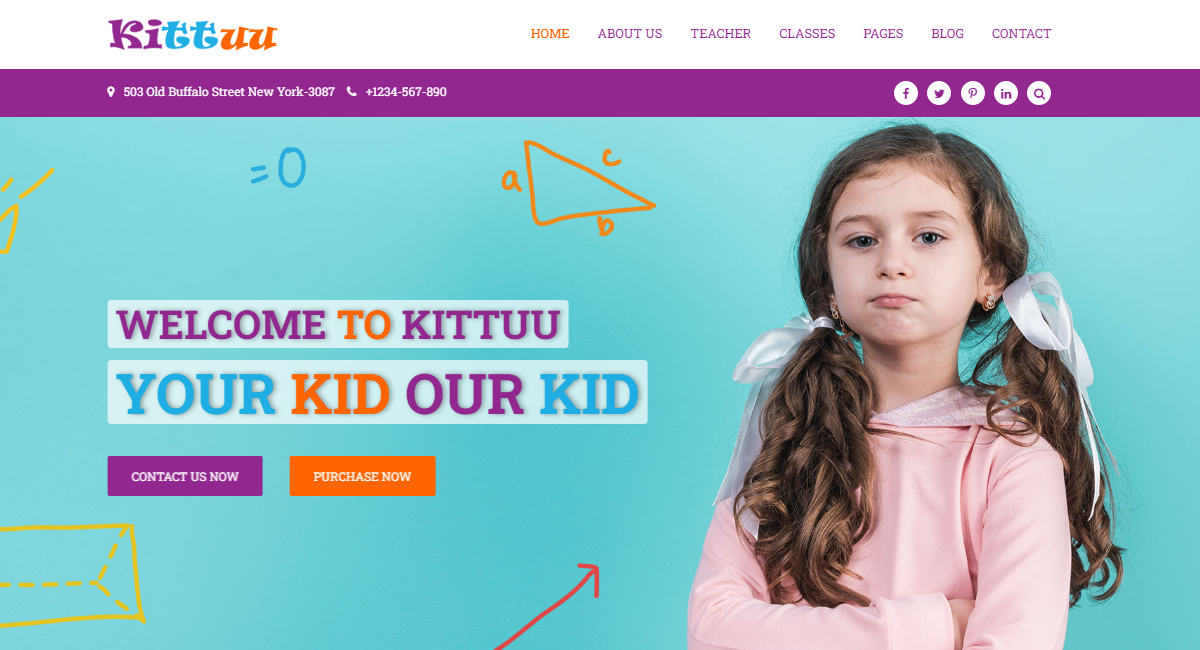 Kittuu
HOME ABOUT US TEACHER CLASSES PAGES BLOG CONTACT
503 Old Buffalo Street New York-3087 +1234-567-890
= 0
a c
b
WELCOME TO KITTUU
YOUR KID OUR KID
CONTACT US NOW PURCHASE NOW